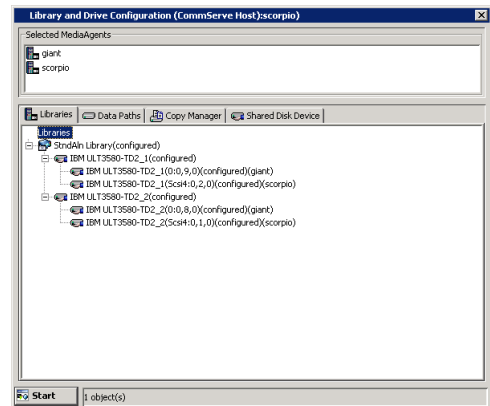 Library and Drive Configuration (CommServe Host):scorpio)
Selected MediaAgents
giant
scorpio
Libraries Data Paths Copy Manager Shared Disk Device
Libraries
StndAln Library(configured)
IBM ULT3580-TD2_1(configured)
IBM ULT3580-TD2_1(0:0,9,0)(configured)(giant)
IBM ULT3580-TD2_1(Scsi4:0,2,0)(configured)(scorpio)
IBM ULT3580-TD2_2(configured)
IBM ULT3580-TD2_2(0:0,8,0)(configured)(giant)
IBM ULT3580-TD2_2(Scsi4:0,1,0)(configured)(scorpio)
Start 1 object(s)